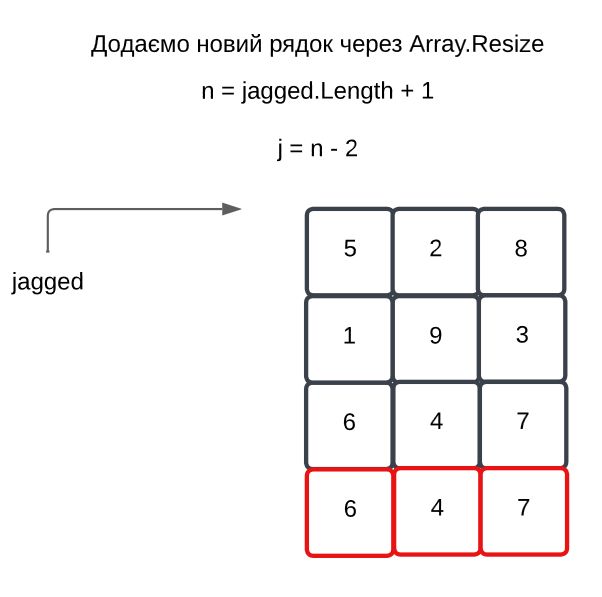 Додаємо новий рядок через Array.Resize
n = jagged.Length + 1
j = n - 2
jagged
5 2 8
1 9 3
6 4 7
6 4 7